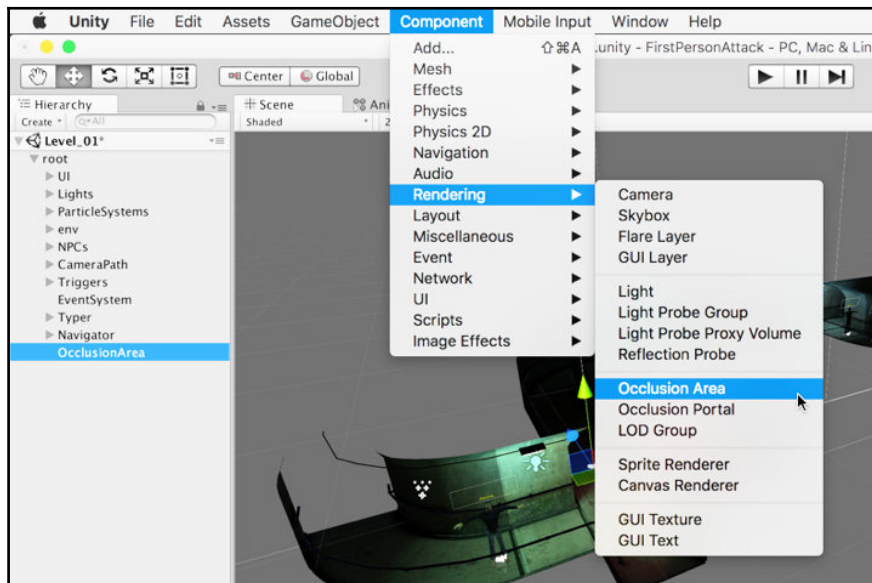 Unity File Edit Assets GameObject Component Mobile Input Window Help
.unity - FirstPersonAttack - PC, Mac & Lin
Center Global
Hierarchy
Create All
Level_01*
root
UI
Lights
ParticleSystems
env
NPCs
CameraPath
Triggers
EventSystem
Typer
Navigator
OcclusionArea
Scene Ani
Shaded 2
Add... ⇧⌘A
Mesh
Effects
Physics
Physics 2D
Navigation
Audio
Rendering
Layout
Miscellaneous
Event
Network
UI
Scripts
Image Effects
Camera
Skybox
Flare Layer
GUI Layer
Light
Light Probe Group
Light Probe Proxy Volume
Reflection Probe
Occlusion Area
Occlusion Portal
LOD Group
Sprite Renderer
Canvas Renderer
GUI Texture
GUI Text